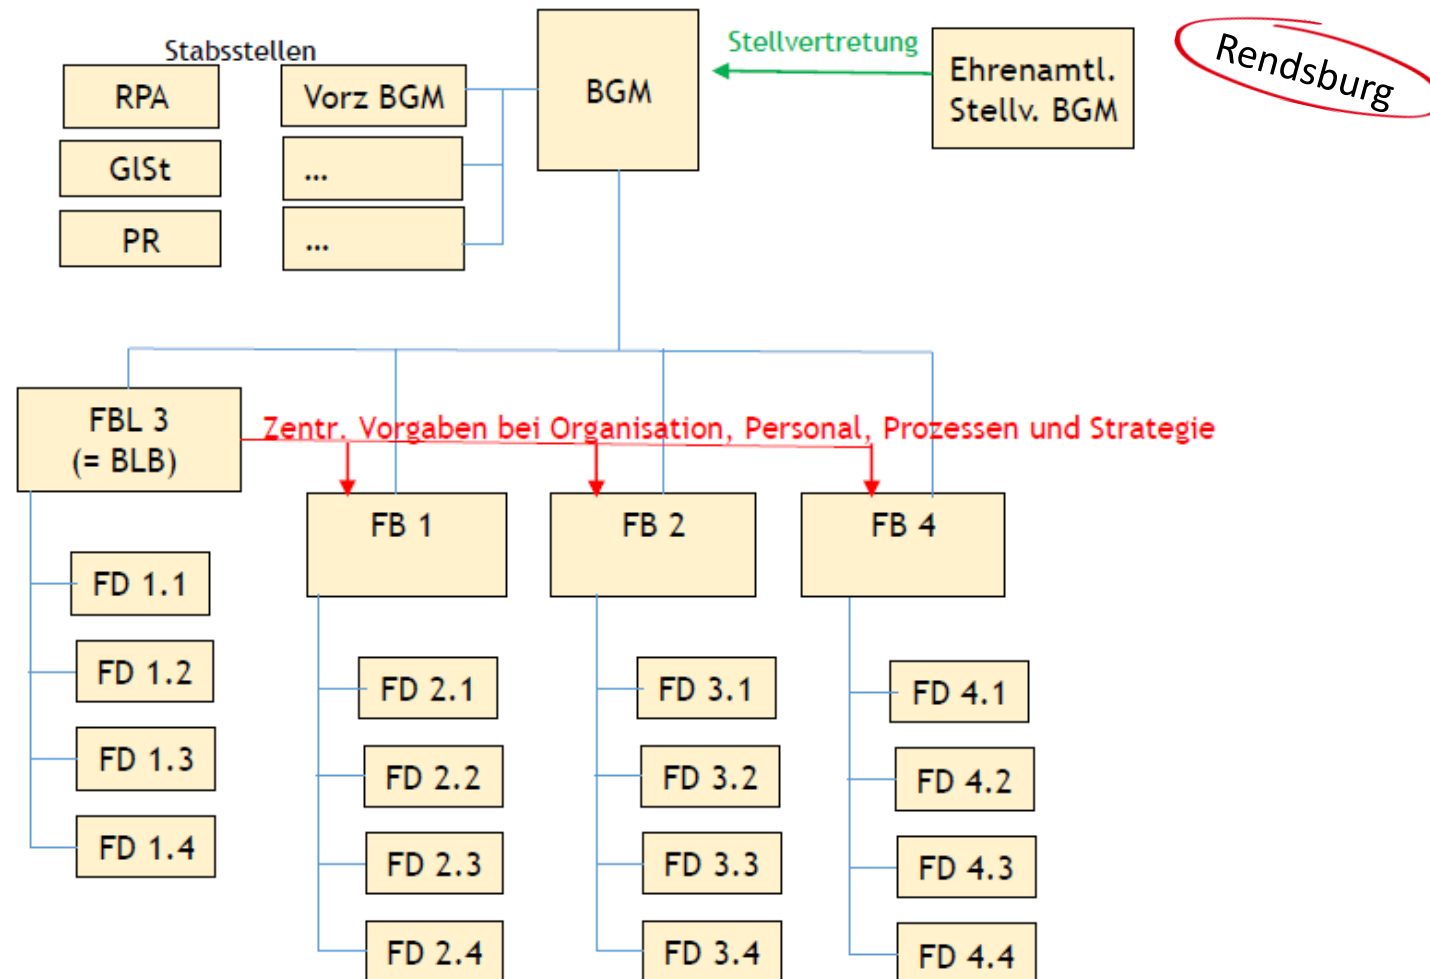 Stabsstellen
RPA
GlSt
PR
Vorz BGM
...
...
BGM
Stellvertretung
Ehrenamtl.
Stellv. BGM
Rendsburg
FBL 3
(= BLB)
Zentr. Vorgaben bei Organisation, Personal, Prozessen und Strategie
FB 1
FB 2
FB 4
FD 1.1
FD 1.2
FD 1.3
FD 1.4
FD 2.1
FD 2.2
FD 2.3
FD 2.4
FD 3.1
FD 3.2
FD 3.3
FD 3.4
FD 4.1
FD 4.2
FD 4.3
FD 4.4